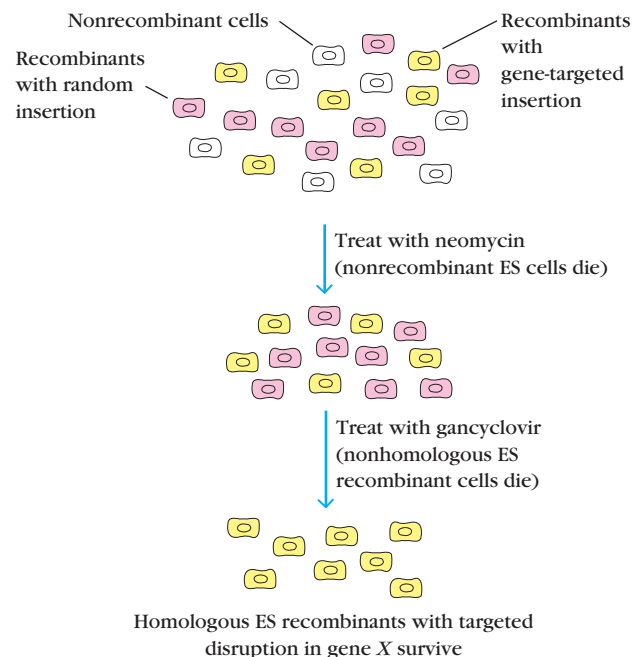 Nonrecombinant cells
Recombinants
with
gene-targeted
insertion
Recombinants
with random
insertion
Treat with neomycin
(nonrecombinant ES cells die)
Treat with gancyclovir
(nonhomologous ES
recombinant cells die)
Homologous ES recombinants with targeted
disruption in gene X survive